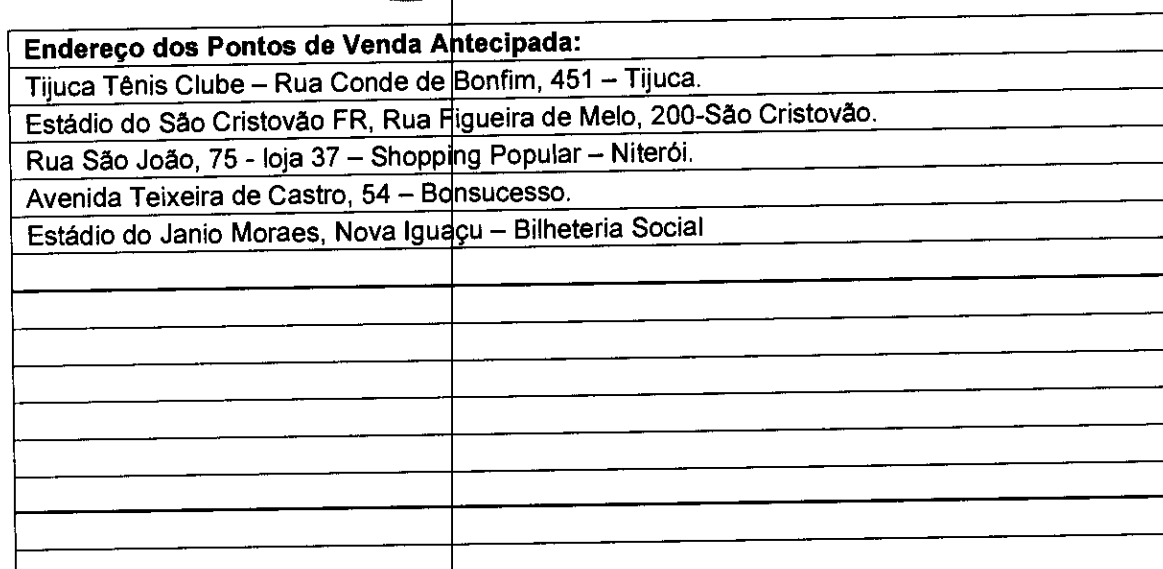 Endereço dos Pontos de Venda Antecipada:
Tijuca Tênis Clube – Rua Conde de Bonfim, 451 – Tijuca.
Estádio do São Cristovão FR, Rua Figueira de Melo, 200-São Cristovão.
Rua São João, 75 - loja 37 – Shopping Popular – Niterói.
Avenida Teixeira de Castro, 54 – Bonsucesso.
Estádio do Janio Moraes, Nova Iguaçu – Bilheteria Social